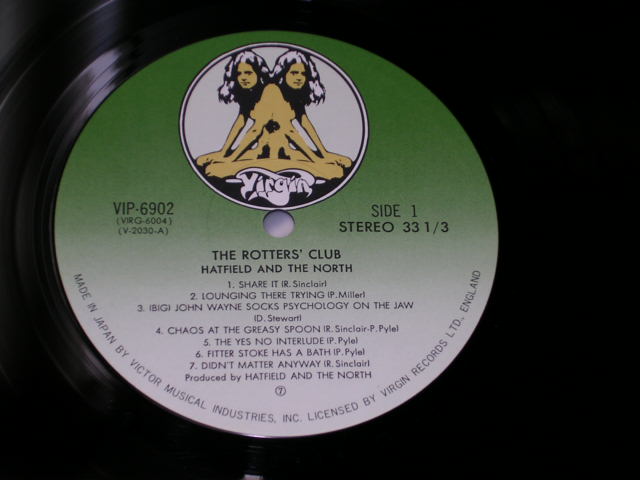 Virgin
VIP-6902
(VIRG-6004)
(V-2030-A)
SIDE 1
STEREO 33 1/3
THE ROTTERS' CLUB
HATFIELD AND THE NORTH
1. SHARE IT (R. Sinclair)
2. LOUNGING THERE TRYING (P. Miller)
3. (BIG) JOHN WAYNE SOCKS PSYCHOLOGY ON THE JAW
(D. Stewart)
4. CHAOS AT THE GREASY SPOON (R. Sinclair-P. Pyle)
5. THE YES NO INTERLUDE (P. Pyle)
6. FITTER STOKE HAS A BATH (P. Pyle)
7. DIDN'T MATTER ANYWAY (R. Sinclair)
Produced by HATFIELD AND THE NORTH
⑦
MADE IN JAPAN BY VICTOR MUSICAL INDUSTRIES, INC. LICENSED BY VIRGIN RECORDS LTD., ENGLAND